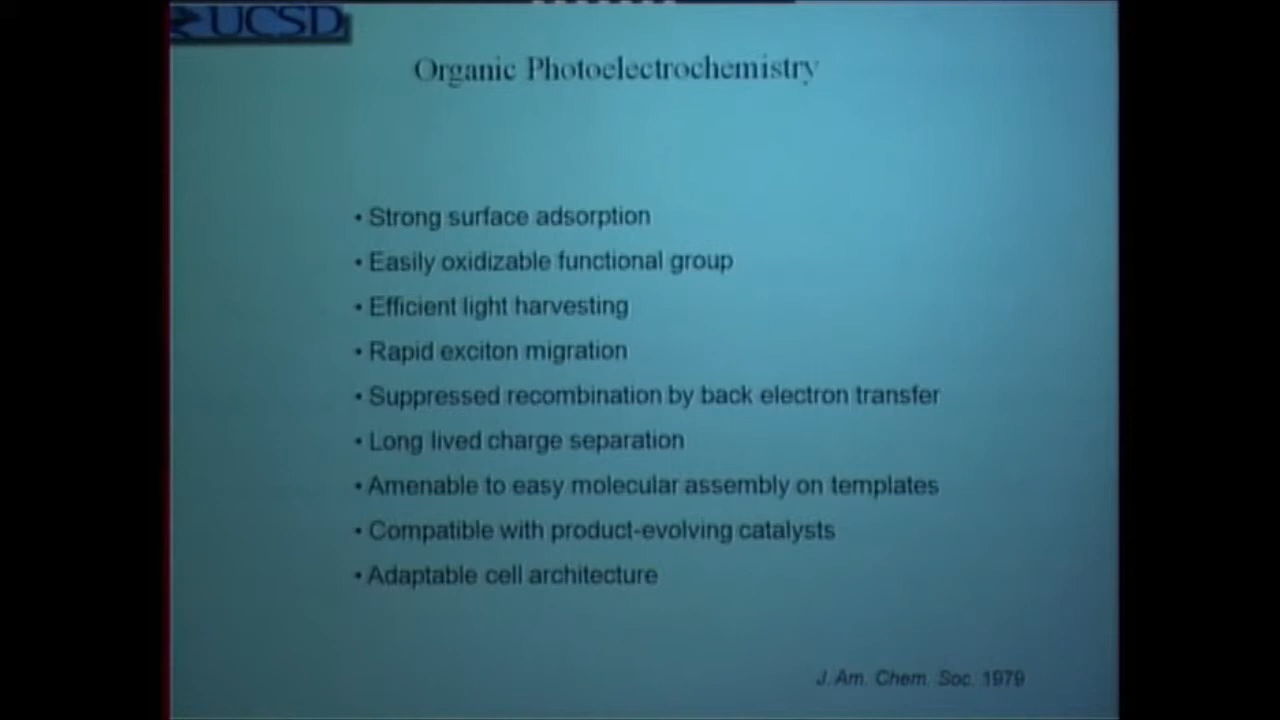 UCSD
Organic Photoelectrochemistry
• Strong surface adsorption
• Easily oxidizable functional group
• Efficient light harvesting
• Rapid exciton migration
• Suppressed recombination by back electron transfer
• Long lived charge separation
• Amenable to easy molecular assembly on templates
• Compatible with product-evolving catalysts
• Adaptable cell architecture
J. Am. Chem. Soc. 1979